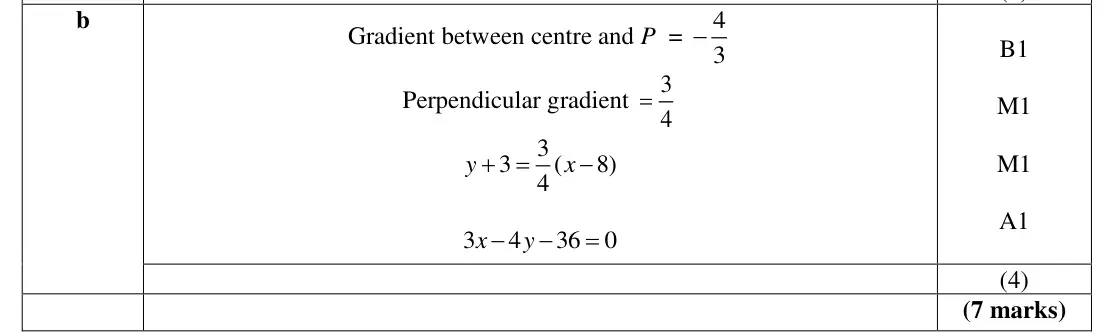 b
Gradient between centre and P = −4/3
B1
Perpendicular gradient = 3/4
M1
y + 3 = 3/4 (x − 8)
M1
3x − 4y − 36 = 0
A1
(4)
(7 marks)